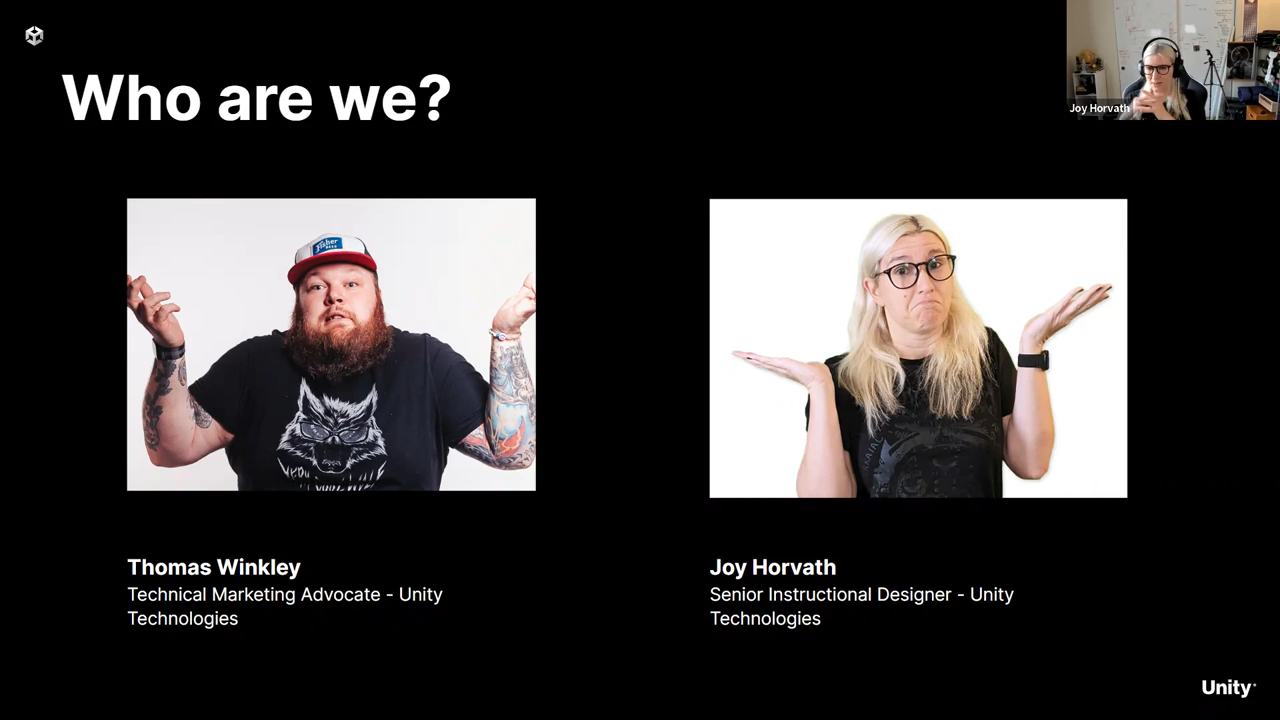 Who are we?
Joy Horvath
Thomas Winkley
Technical Marketing Advocate - Unity
Technologies
Joy Horvath
Senior Instructional Designer - Unity
Technologies
Unity